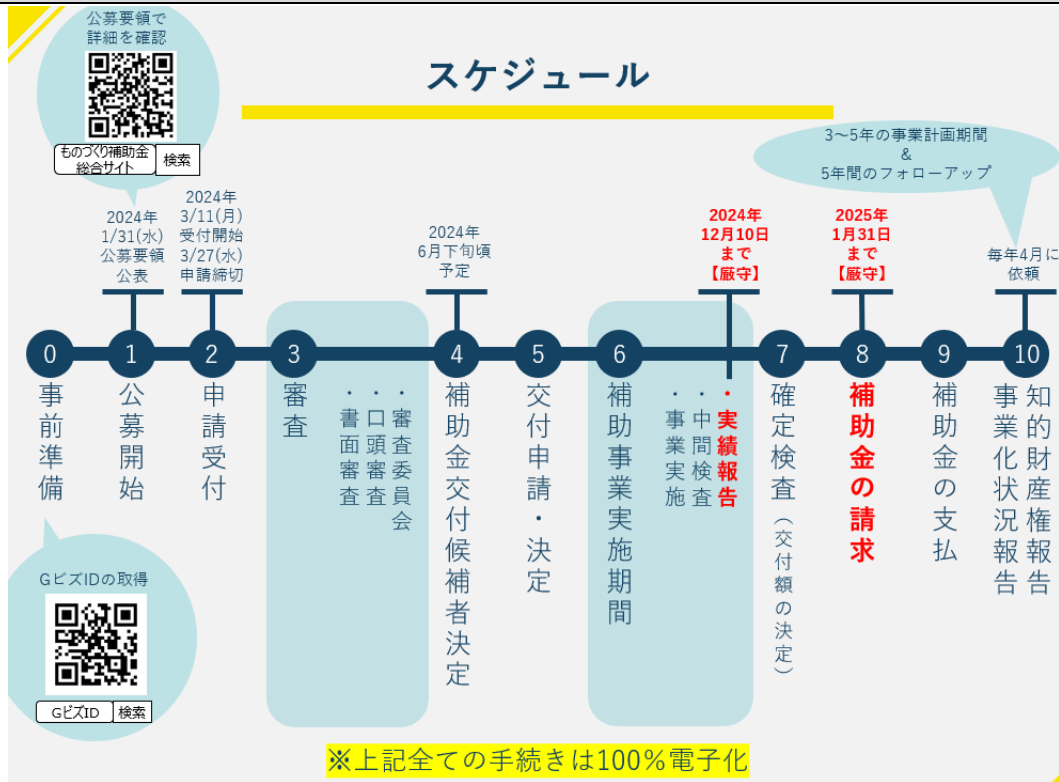 公募要領で
詳細を確認
ものづくり補助金
総合サイト
検索
スケジュール
3～5年の事業計画期間
&
5年間のフォローアップ
2024年
1/31(水)
公募要領
公表
2024年
3/11(月)
受付開始
3/27(水)
申請締切
2024年
6月下旬頃
予定
2024年
12月10日
まで
【厳守】
2025年
1月31日
まで
【厳守】
毎年4月に
依頼
0
事前準備
1
公募開始
2
申請受付
3
審査
・審査委員会
・口頭審査
・書面審査
4
補助金交付候補者決定
5
交付申請・決定
6
補助事業実施期間
・実績報告
・中間検査
・事業実施
7
確定検査（交付額の決定）
8
補助金の請求
9
補助金の支払
10
知的財産権報告
事業化状況報告
GビズIDの取得
GビズID
検索
※上記全ての手続きは100％電子化